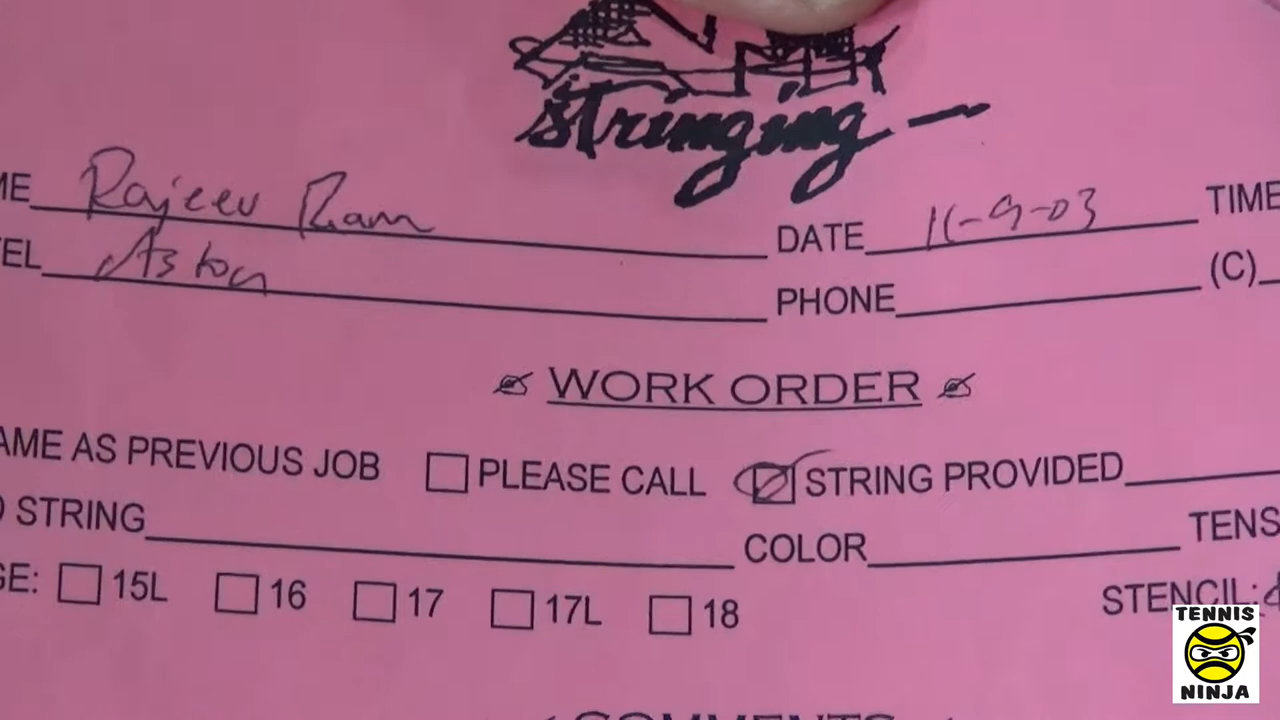 stringing
ME Rajeev Ram DATE 11-9-03 TIME
EL Aston PHONE (C)
WORK ORDER
AME AS PREVIOUS JOB PLEASE CALL STRING PROVIDED
STRING COLOR TENS
GE: 15L 16 17 17L 18 STENCIL:
COMMENTS
TENNIS
NINJA